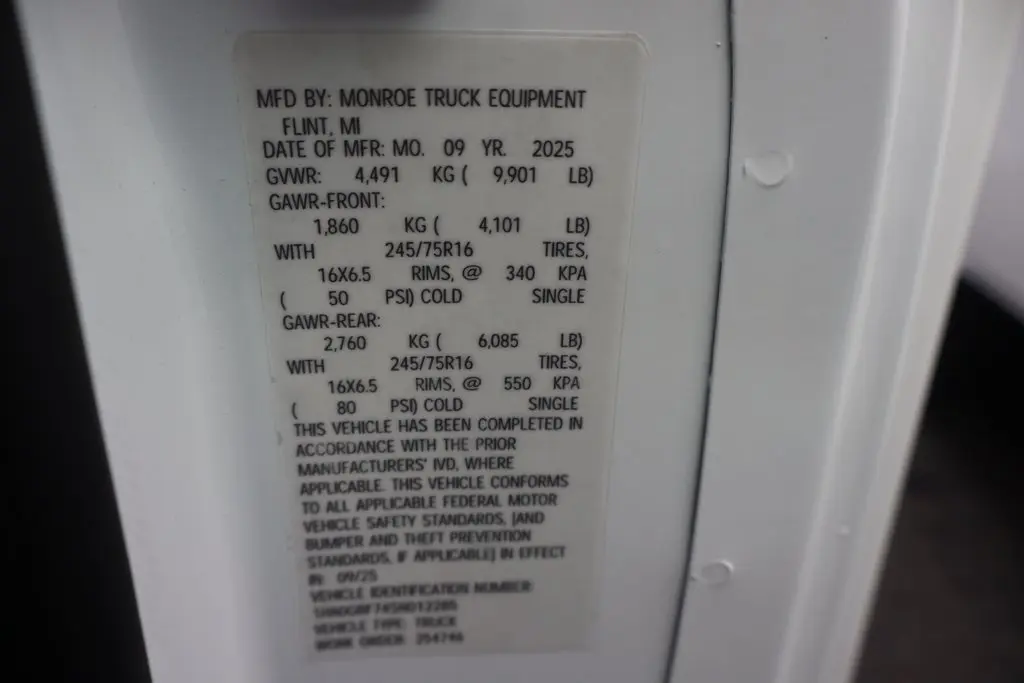 MFD BY: MONROE TRUCK EQUIPMENT
FLINT, MI
DATE OF MFR: MO. 09 YR. 2025
GVWR: 4,491 KG ( 9,901 LB)
GAWR-FRONT:
1,860 KG ( 4,101 LB)
WITH 245/75R16 TIRES,
16X6.5 RIMS, @ 340 KPA
( 50 PSI) COLD SINGLE
GAWR-REAR:
2,760 KG ( 6,085 LB)
WITH 245/75R16 TIRES,
16X6.5 RIMS, @ 550 KPA
( 80 PSI) COLD SINGLE
THIS VEHICLE HAS BEEN COMPLETED IN
ACCORDANCE WITH THE PRIOR
MANUFACTURERS' IVD, WHERE
APPLICABLE. THIS VEHICLE CONFORMS
TO ALL APPLICABLE FEDERAL MOTOR
VEHICLE SAFETY STANDARDS, [AND
BUMPER AND THEFT PREVENTION
STANDARDS, IF APPLICABLE] IN EFFECT
IN: 09/25
VEHICLE IDENTIFICATION NUMBER:
VEHICLE TYPE: TRUCK
WORK ORDER: